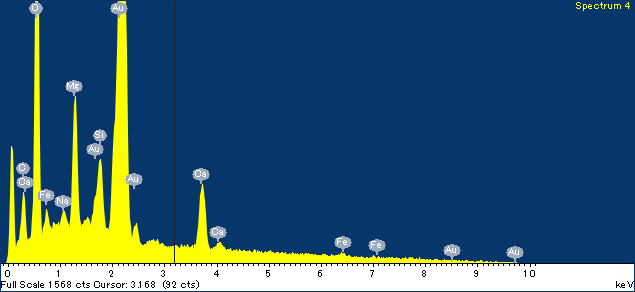 Spectrum 4
O Au
Mg
Si
Au
C Ca
Ca Au
Fe Na
Ca Fe Fe Au Au
0 1 2 3 4 5 6 7 8 9 10
Full Scale 1568 cts Cursor: 3.168 (92 cts) keV